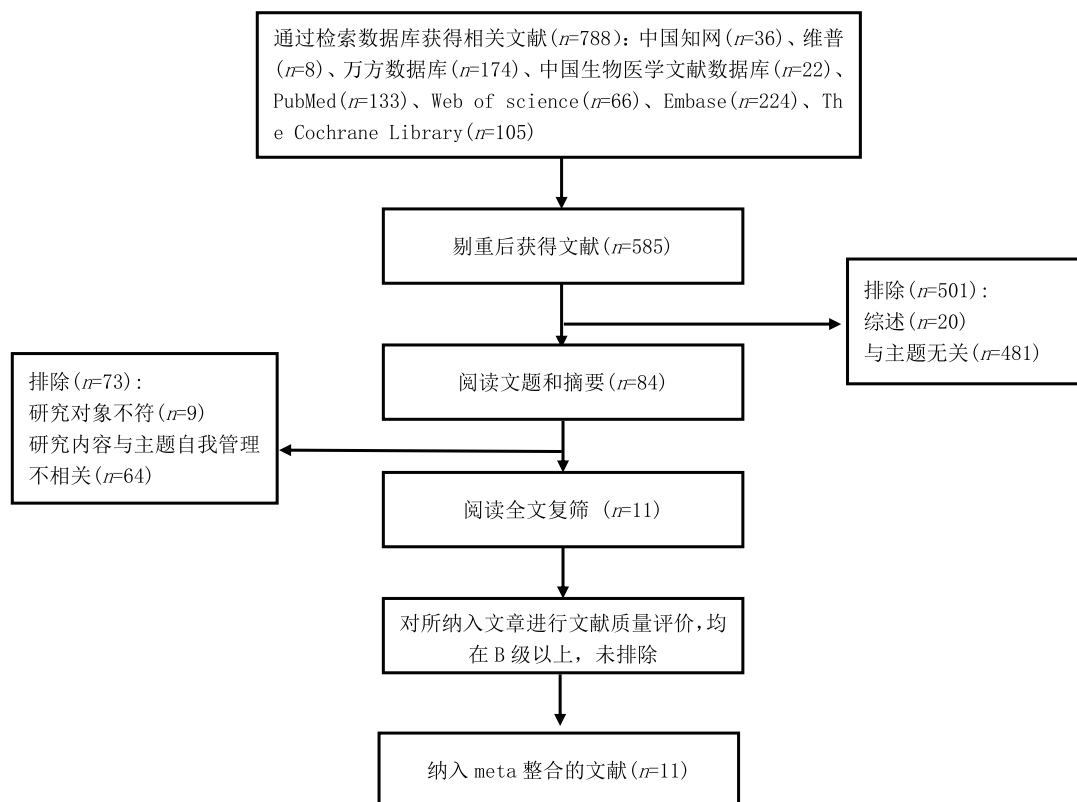 通过检索数据库获得相关文献(n=788)：中国知网(n=36)、维普
(n=8)、万方数据库(n=174)、中国生物医学文献数据库(n=22)、
PubMed(n=133)、Web of science(n=66)、Embase(n=224)、Th
e Cochrane Library(n=105)
剔重后获得文献(n=585)
排除(n=501)：
综述(n=20)
与主题无关(n=481)
阅读文题和摘要(n=84)
排除(n=73)：
研究对象不符(n=9)
研究内容与主题自我管理
不相关(n=64)
阅读全文复筛 (n=11)
对所纳入文章进行文献质量评价，均
在 B 级以上，未排除
纳入 meta 整合的文献(n=11)